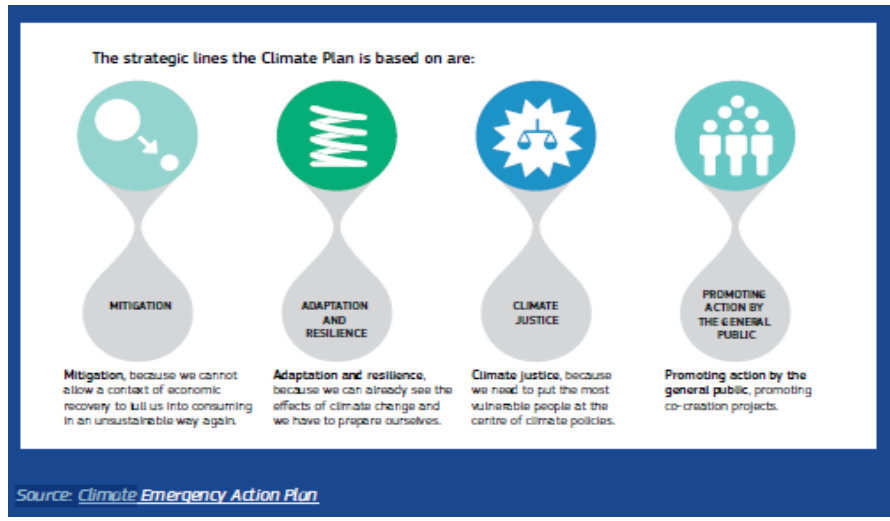 The strategic lines the Climate Plan is based on are:
MITIGATION
ADAPTATION
AND
RESILIENCE
CLIMATE
JUSTICE
PROMOTING
ACTION BY
THE GENERAL
PUBLIC
Mitigation, because we cannot
allow a context of economic
recovery to lull us into consuming
in an unsustainable way again.
Adaptation and resilience,
because we can already see the
effects of climate change and
we have to prepare ourselves.
Climate justice, because
we need to put the most
vulnerable people at the
centre of climate policies.
Promoting action by the
general public, promoting
co-creation projects.
Source: Climate Emergency Action Plan